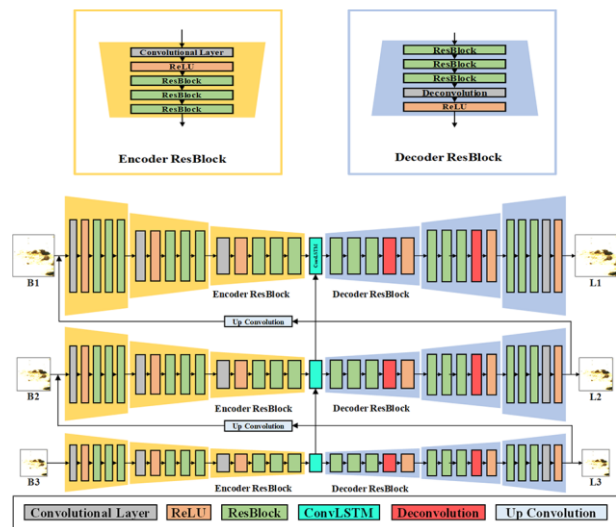 Convolutional Layer
ReLU
ResBlock
ResBlock
ResBlock
Encoder ResBlock
ResBlock
ResBlock
ResBlock
Deconvolution
ReLU
Decoder ResBlock
B1
ConvLSTM
L1
Encoder ResBlock
Decoder ResBlock
Up Convolution
B2
L2
Encoder ResBlock
Decoder ResBlock
Up Convolution
B3
L3
Encoder ResBlock
Decoder ResBlock
Convolutional Layer
ReLU
ResBlock
ConvLSTM
Deconvolution
Up Convolution